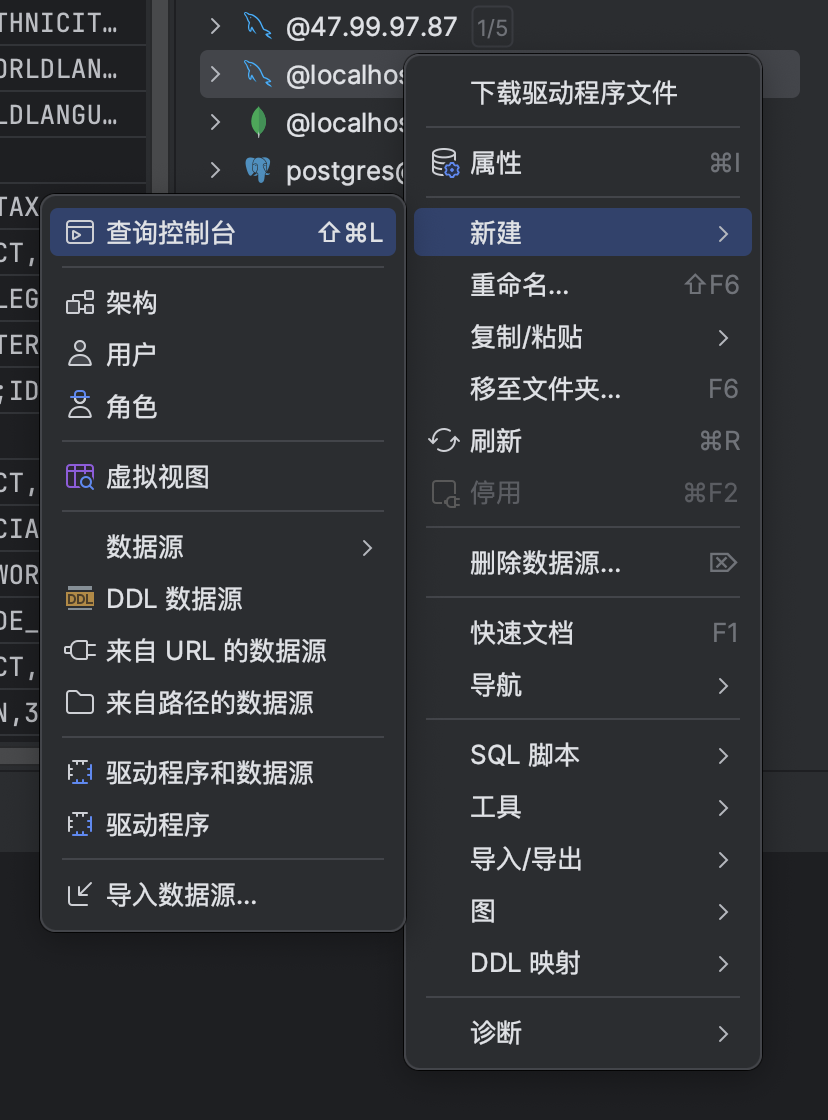 THNICIT…
ORLDLAN…
LDLANGU…
TAX
CT,
LEG
TER
;ID
CT,
CIA
WOR
DE_
CT,
N,3
@47.99.97.87 1/5
@localhos
@localhos
postgres@
查询控制台 ⇧⌘L
架构
用户
角色
虚拟视图
数据源
DDL 数据源
来自 URL 的数据源
来自路径的数据源
驱动程序和数据源
驱动程序
导入数据源...
下载驱动程序文件
属性 ⌘I
新建
重命名... ⇧F6
复制/粘贴
移至文件夹... F6
刷新 ⌘R
停用 ⌘F2
删除数据源... ⌦
快速文档 F1
导航
SQL 脚本
工具
导入/导出
图
DDL 映射
诊断